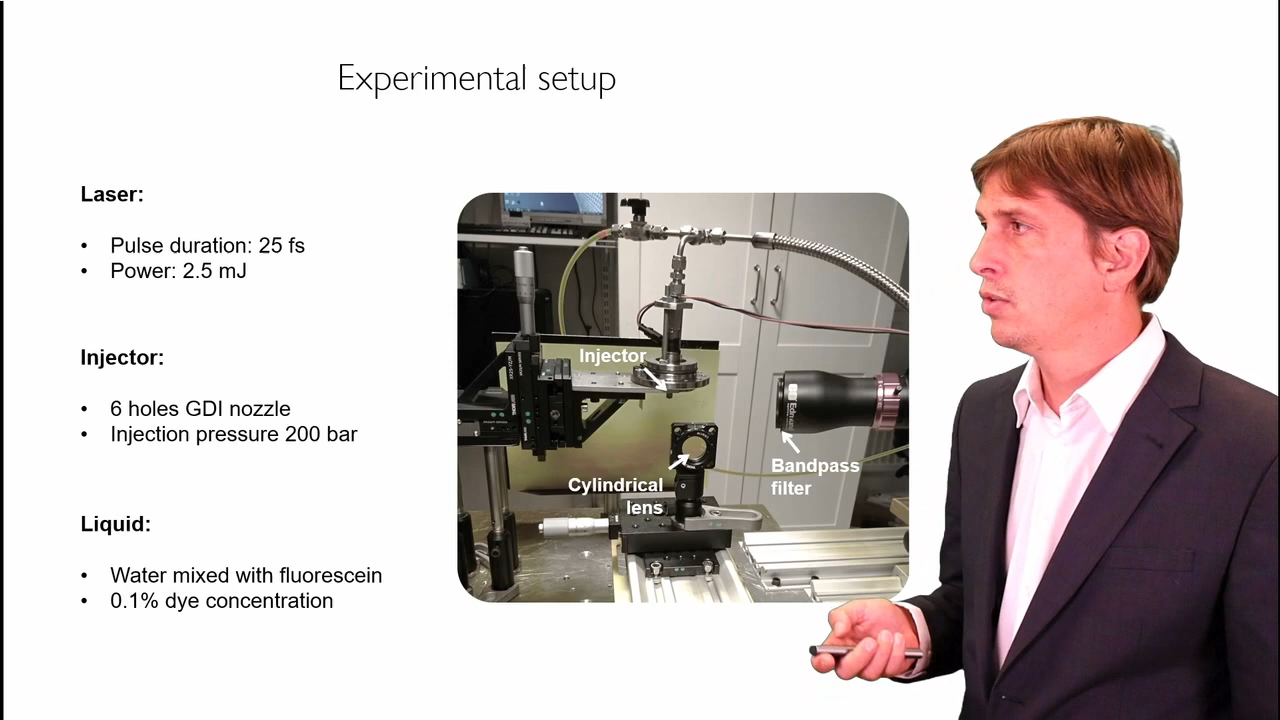 Experimental setup
Laser:
• Pulse duration: 25 fs
• Power: 2.5 mJ
Injector:
• 6 holes GDI nozzle
• Injection pressure 200 bar
Liquid:
• Water mixed with fluorescein
• 0.1% dye concentration
Injector
Cylindrical
lens
Bandpass
filter
Edmund